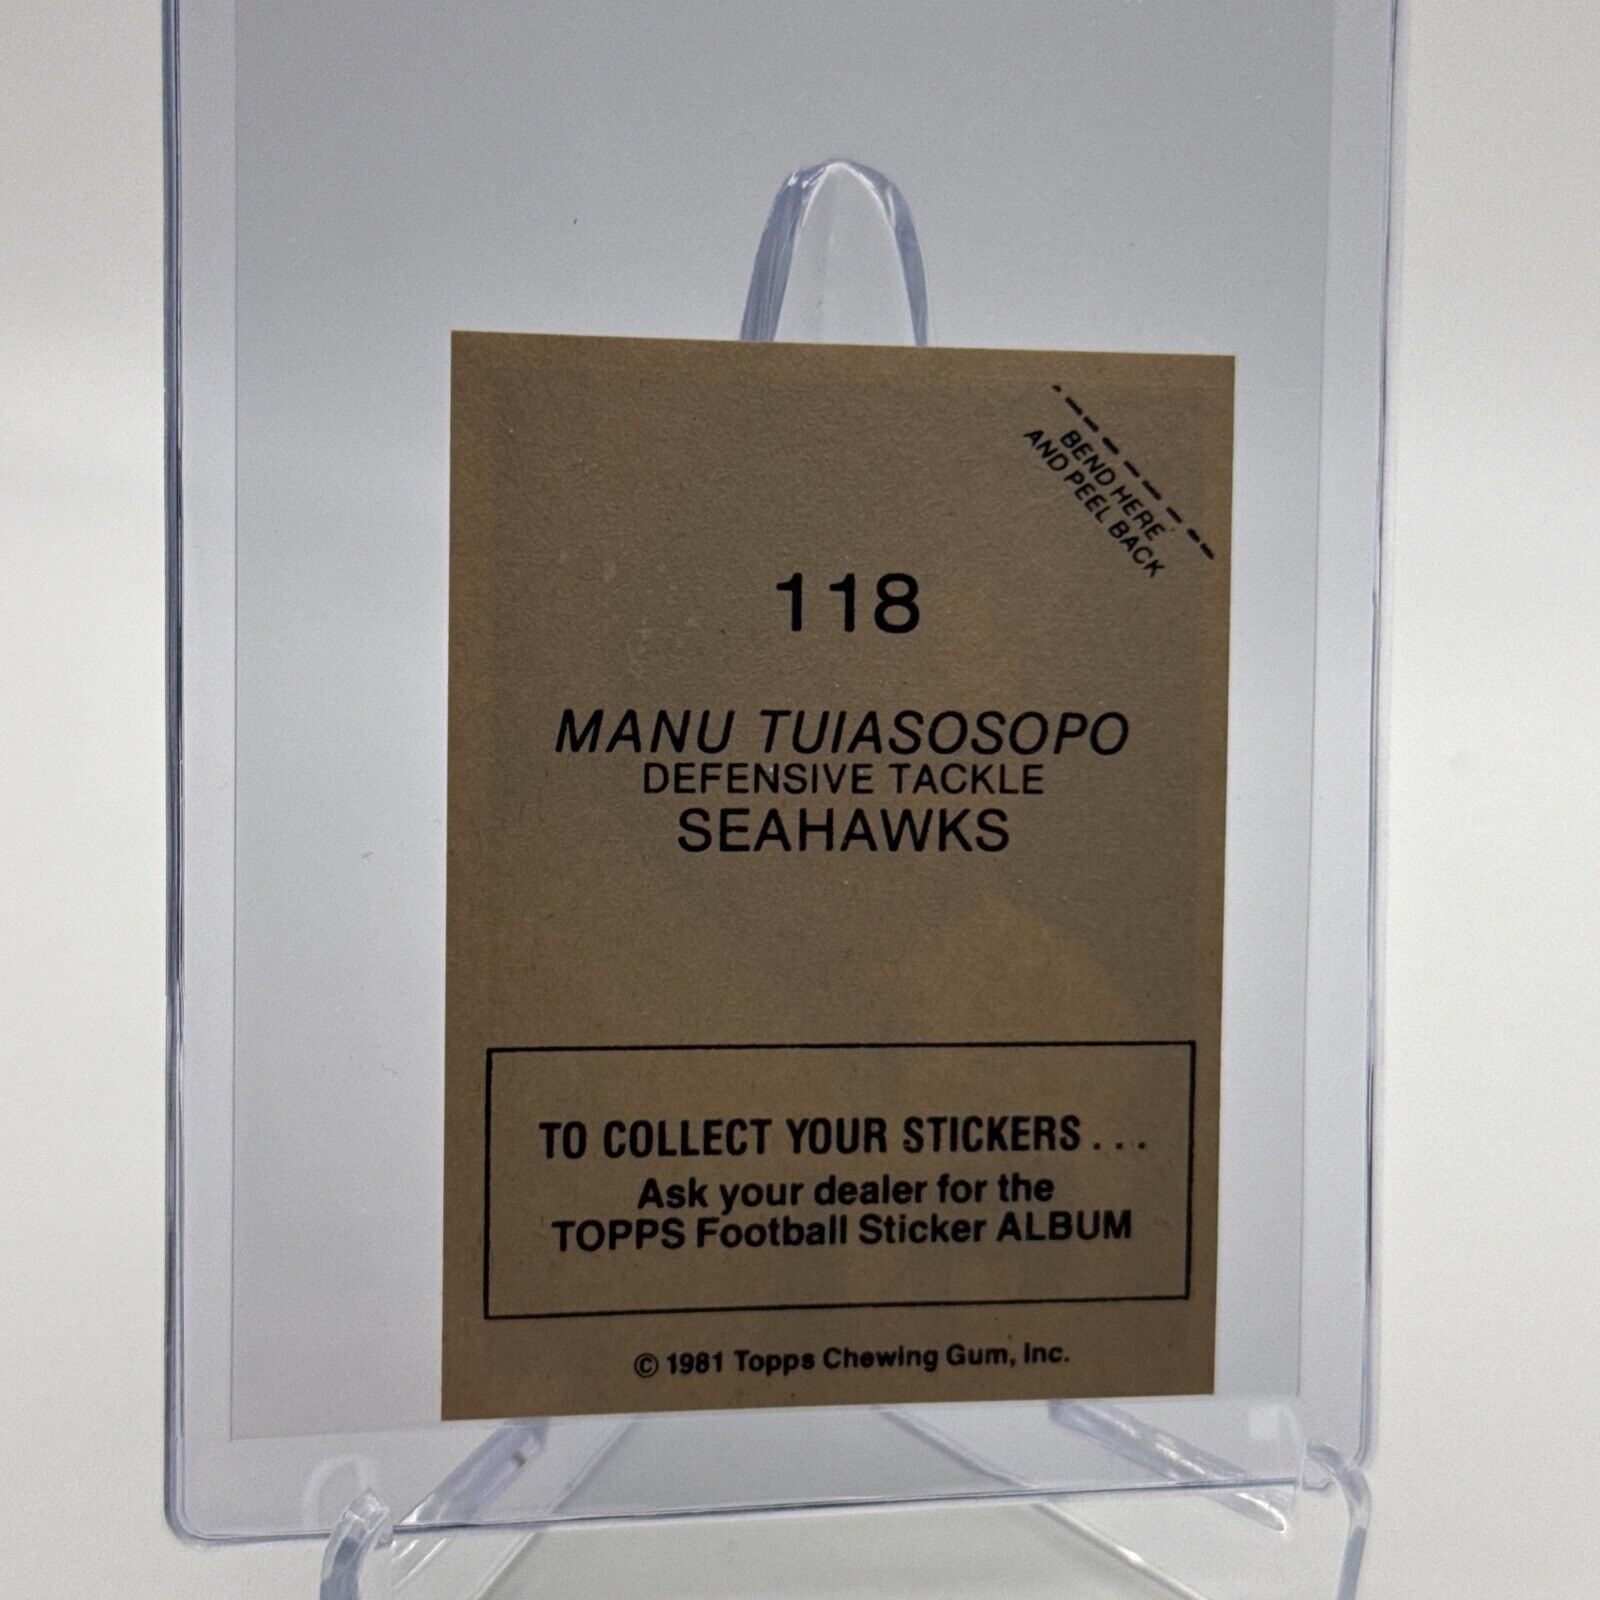 BEND HERE
AND PEEL BACK
118
MANU TUIASOSOPO
DEFENSIVE TACKLE
SEAHAWKS
TO COLLECT YOUR STICKERS . . .
Ask your dealer for the
TOPPS Football Sticker ALBUM
© 1981 Topps Chewing Gum, Inc.